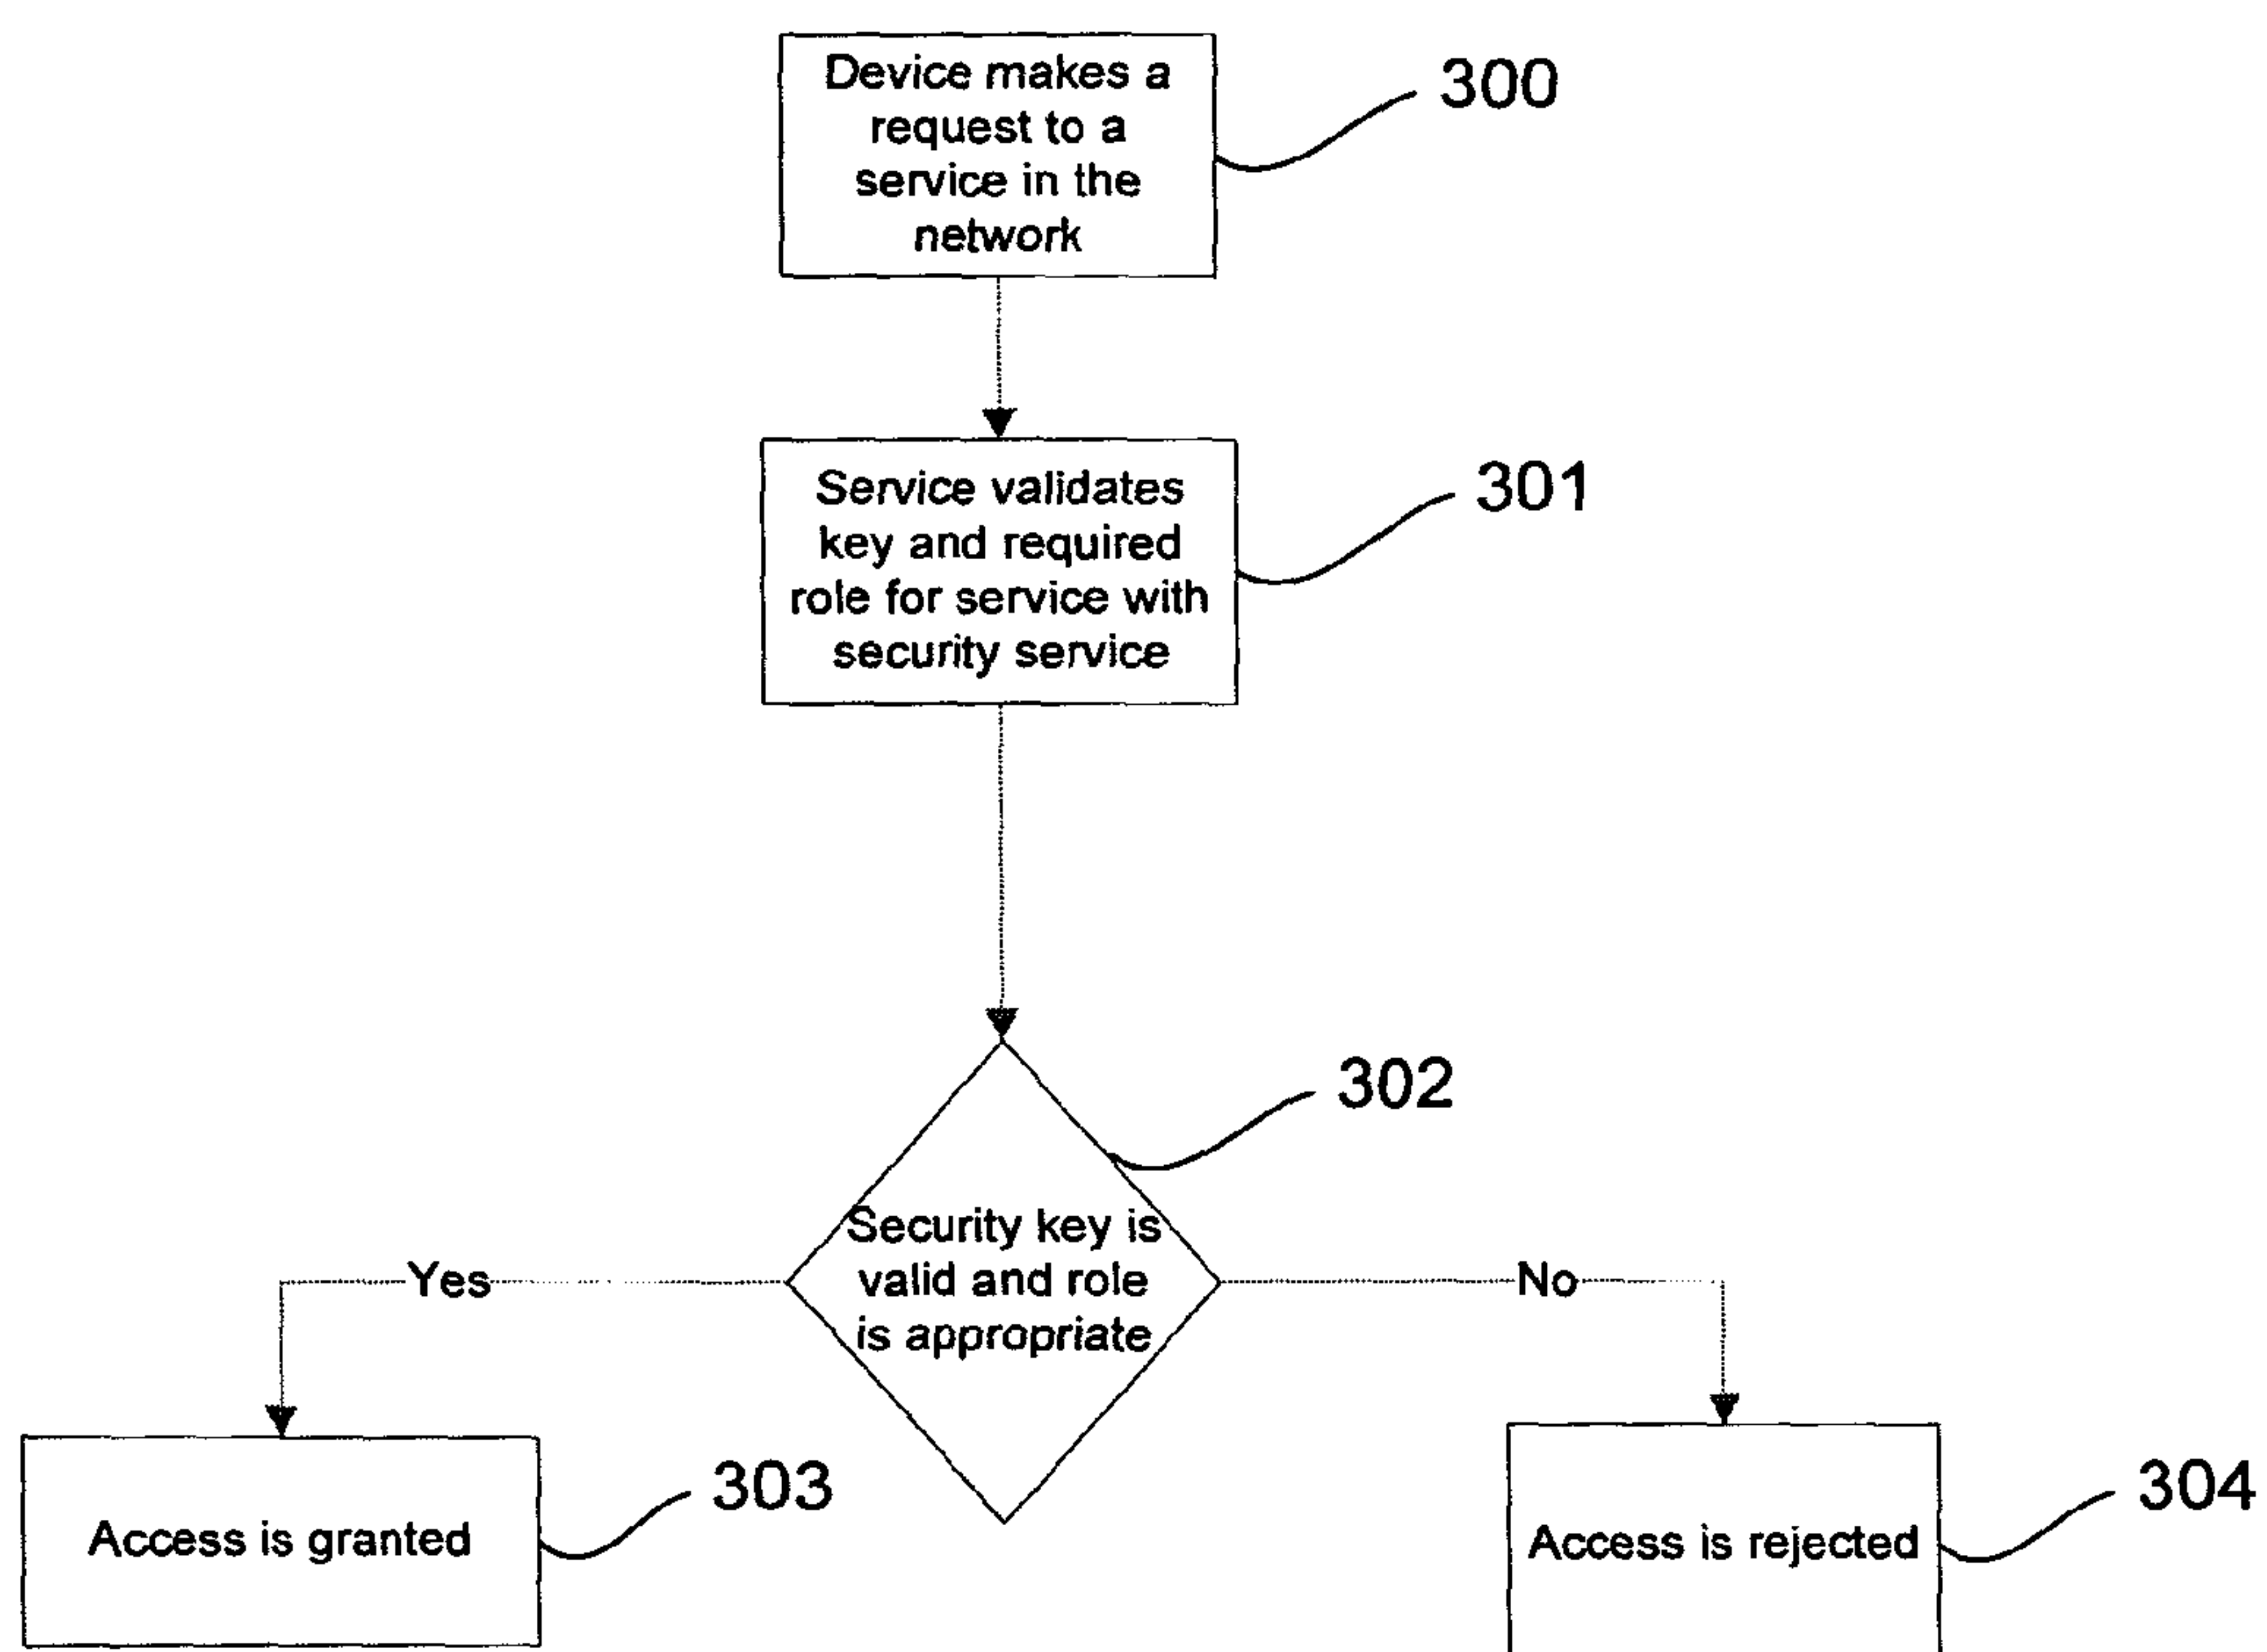 Device makes a
request to a
service in the
network
300
Service validates
key and required
role for service with
security service
301
302
Security key is
valid and role
is appropriate
Yes
No
Access is granted
303
Access is rejected
304